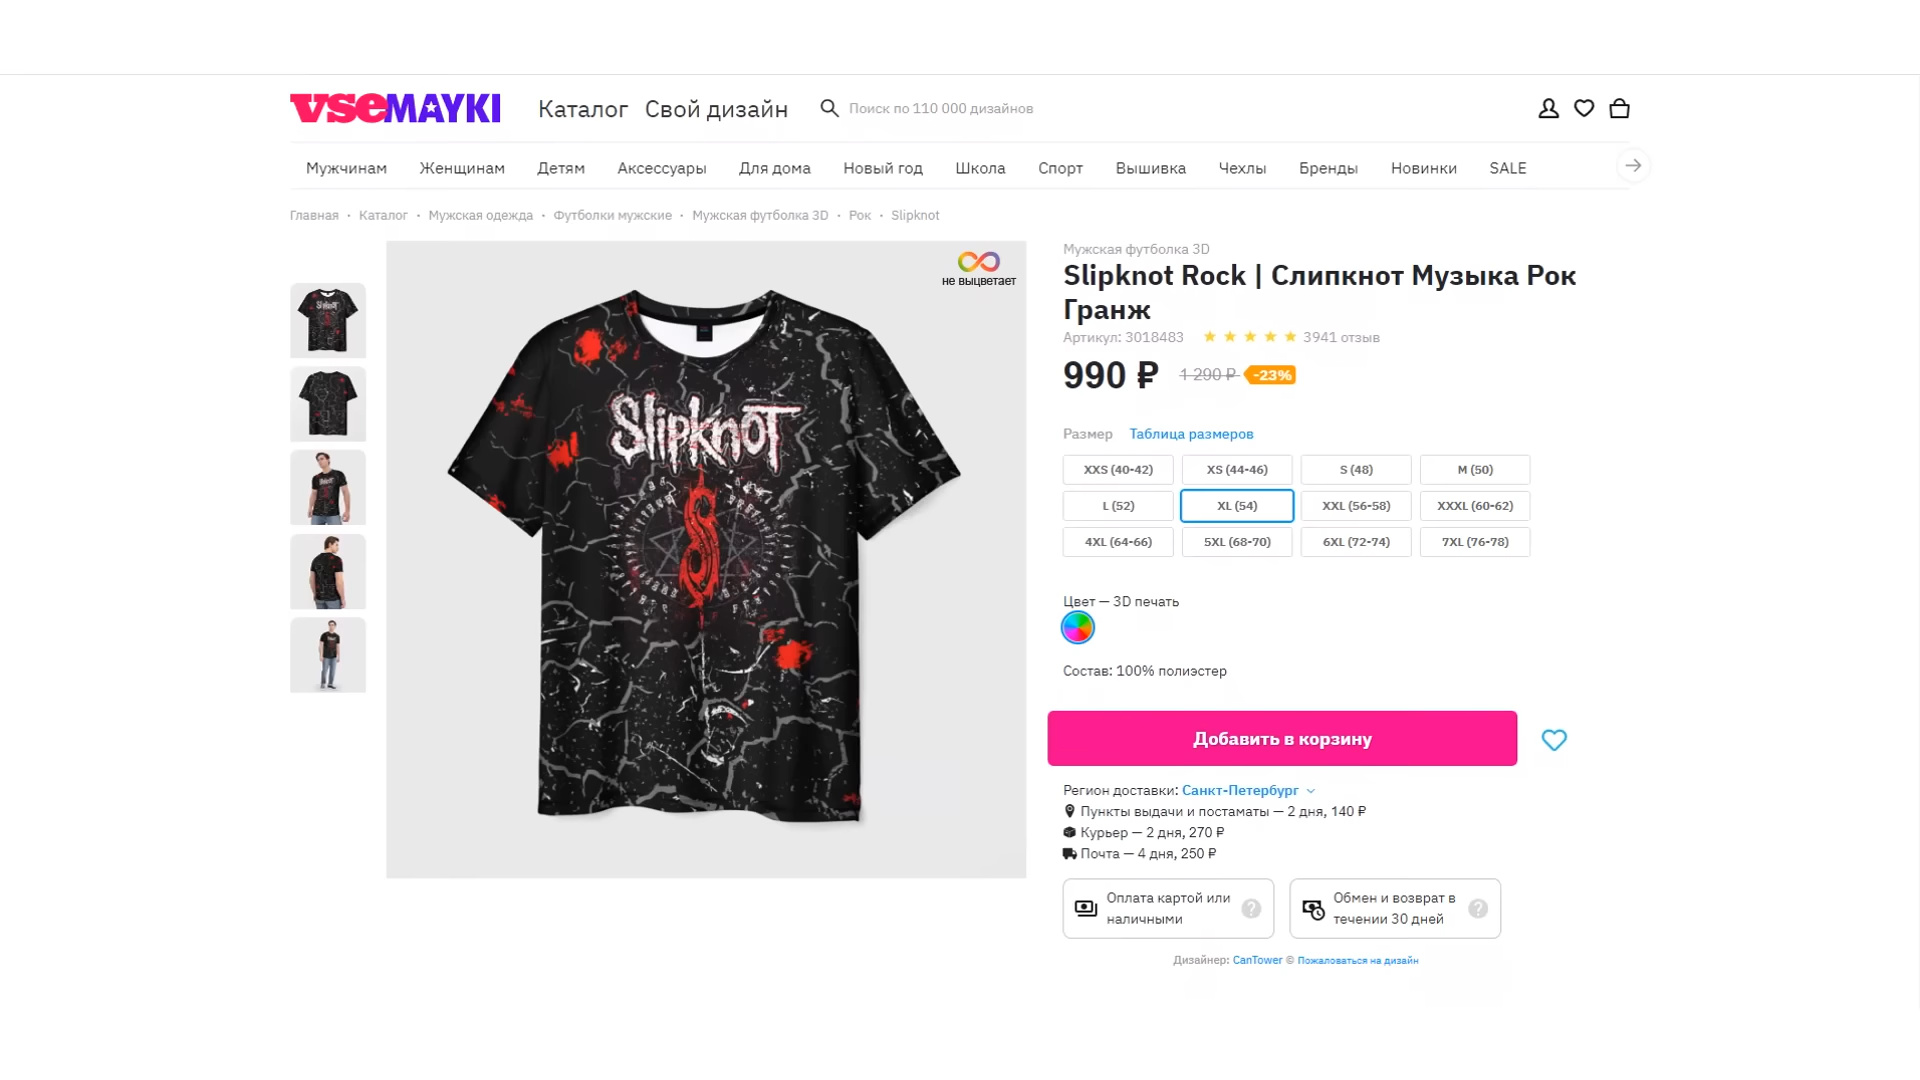 vseMAYKI
Каталог Свой дизайн Поиск по 110 000 дизайнов
Мужчинам Женщинам Детям Аксессуары Для дома Новый год Школа Спорт Вышивка Чехлы Бренды Новинки SALE
Главная · Каталог · Мужская одежда · Футболки мужские · Мужская футболка 3D · Рок · Slipknot
не выцветает
Slipknot
Мужская футболка 3D
Slipknot Rock | Слипкнот Музыка Рок
Гранж
Артикул: 3018483 3941 отзыв
990 ₽ 1 290 ₽ -23%
Размер Таблица размеров
XXS (40-42) XS (44-46) S (48) M (50)
L (52) XL (54) XXL (56-58) XXXL (60-62)
4XL (64-66) 5XL (68-70) 6XL (72-74) 7XL (76-78)
Цвет — 3D печать
Состав: 100% полиэстер
Добавить в корзину
Регион доставки: Санкт-Петербург
Пункты выдачи и постаматы — 2 дня, 140 ₽
Курьер — 2 дня, 270 ₽
Почта — 4 дня, 250 ₽
Оплата картой или
наличными
?
Обмен и возврат в
течении 30 дней
?
Дизайнер: CanTower © Пожаловаться на дизайн